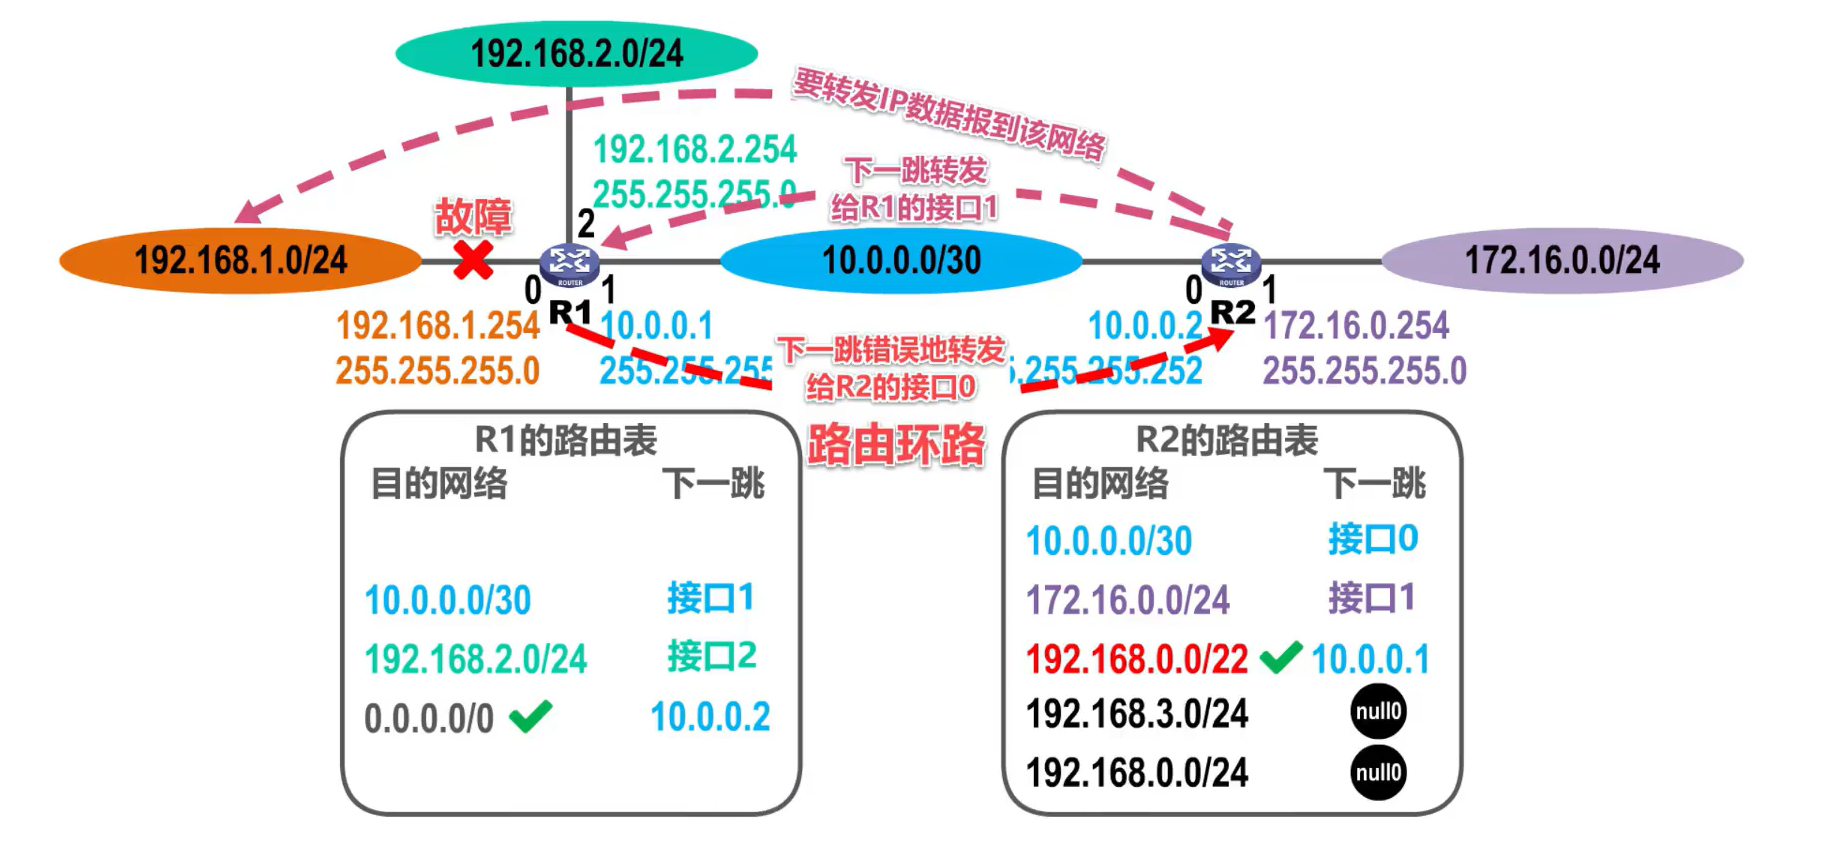 192.168.2.0/24
要转发IP数据报到该网络
192.168.2.254
255.255.255.0
下一跳转发
给R1的接口1
故障
2
192.168.1.0/24
10.0.0.0/30
172.16.0.0/24
0
ROUTER
1
R1
0
ROUTER
1
R2
192.168.1.254
255.255.255.0
10.0.0.1
255.255.255
下一跳错误地转发
给R2的接口0
10.0.0.2
.255.255.252
172.16.0.254
255.255.255.0
路由环路
R1的路由表
目的网络 下一跳
10.0.0.0/30 接口1
192.168.2.0/24 接口2
0.0.0.0/0 10.0.0.2
R2的路由表
目的网络 下一跳
10.0.0.0/30 接口0
172.16.0.0/24 接口1
192.168.0.0/22 10.0.0.1
192.168.3.0/24 null0
192.168.0.0/24 null0